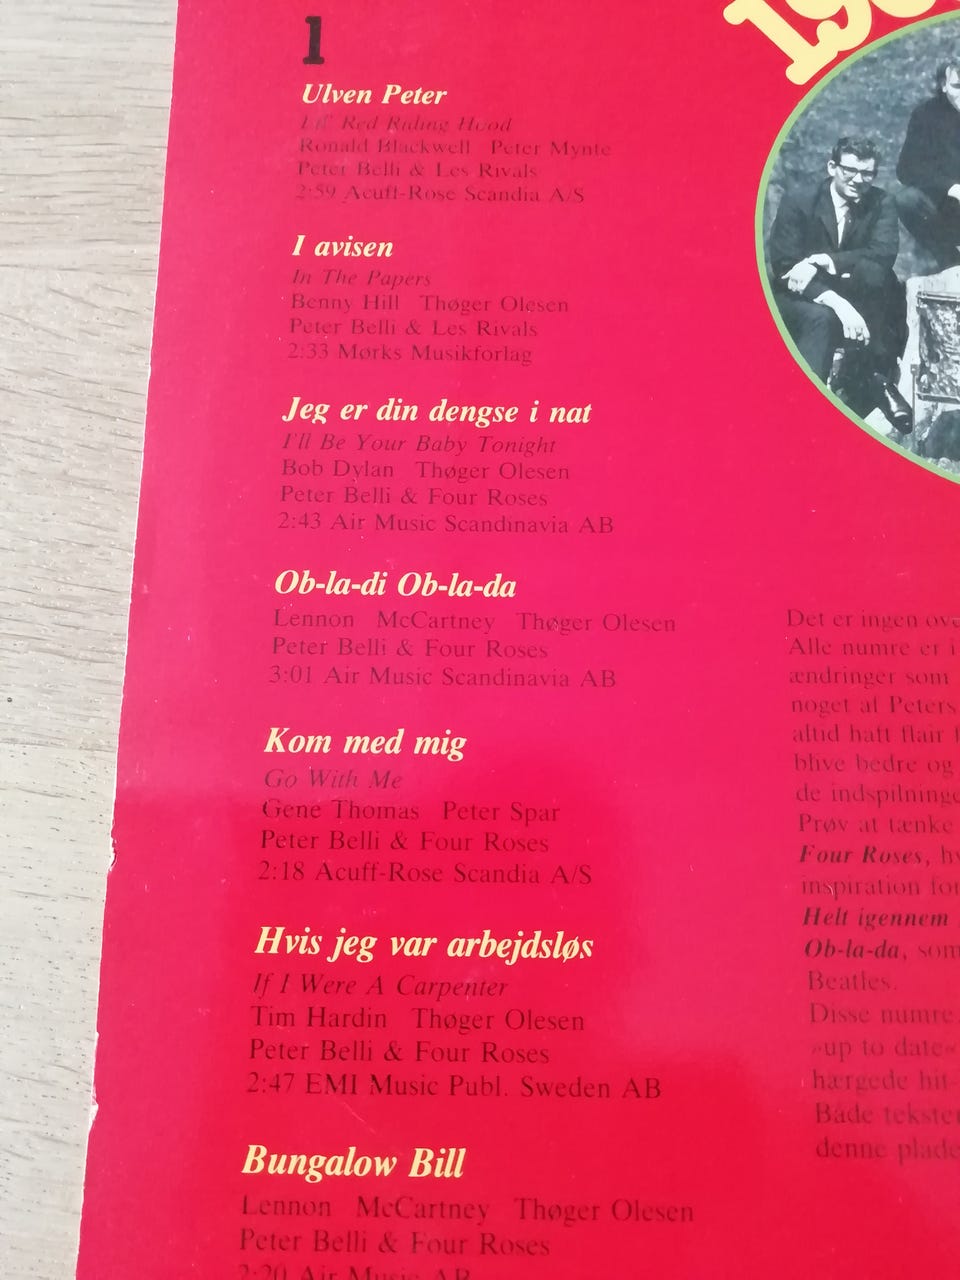 1
Ulven Peter
Lil' Red Riding Hood
Ronald Blackwell Peter Mynte
Peter Belli & Les Rivals
2:59 Acuff-Rose Scandia A/S
I avisen
In The Papers
Benny Hill Thøger Olesen
Peter Belli & Les Rivals
2:33 Mørks Musikforlag
Jeg er din dengse i nat
I'll Be Your Baby Tonight
Bob Dylan Thøger Olesen
Peter Belli & Four Roses
2:43 Air Music Scandinavia AB
Ob-la-di Ob-la-da
Lennon McCartney Thøger Olesen
Peter Belli & Four Roses
3:01 Air Music Scandinavia AB
Kom med mig
Go With Me
Gene Thomas Peter Spar
Peter Belli & Four Roses
2:18 Acuff-Rose Scandia A/S
Hvis jeg var arbejdsløs
If I Were A Carpenter
Tim Hardin Thøger Olesen
Peter Belli & Four Roses
2:47 EMI Music Publ. Sweden AB
Bungalow Bill
Lennon McCartney Thøger Olesen
Peter Belli & Four Roses
2:20 Air Music AB
196
Det er ingen
Alle numre er i
ændringer som
noget af Peters
altid haft flair
blive bedre og
de
Prøv at tænke
Four Roses,
inspiration for
Helt igennem
Ob-la-da, som
Beatles.
Disse numre
»up to date«
hærgede hit-
Både
denne plade